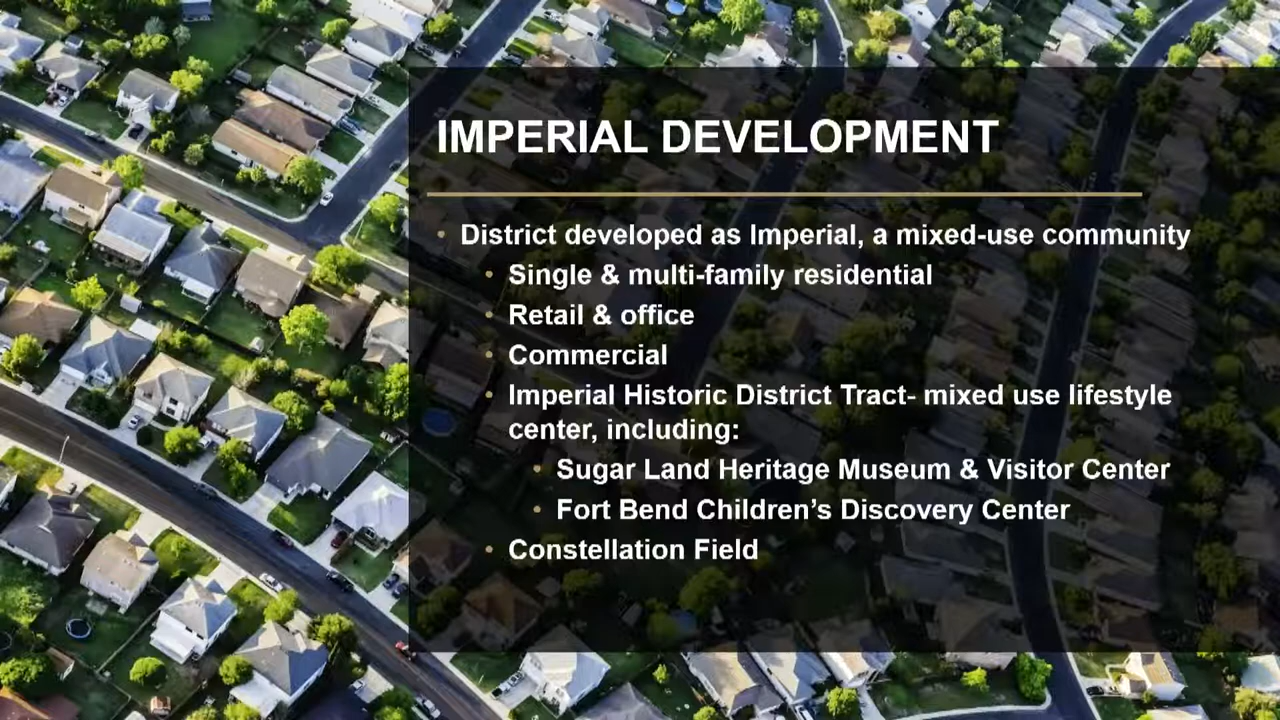 IMPERIAL DEVELOPMENT
• District developed as Imperial, a mixed-use community
• Single & multi-family residential
• Retail & office
• Commercial
• Imperial Historic District Tract- mixed use lifestyle
center, including:
• Sugar Land Heritage Museum & Visitor Center
• Fort Bend Children’s Discovery Center
• Constellation Field